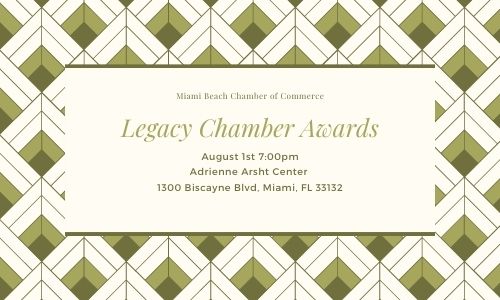 Miami Beach Chamber of Commerce
Legacy Chamber Awards
August 1st 7:00pm
Adrienne Arsht Center
1300 Biscayne Blvd, Miami, FL 33132